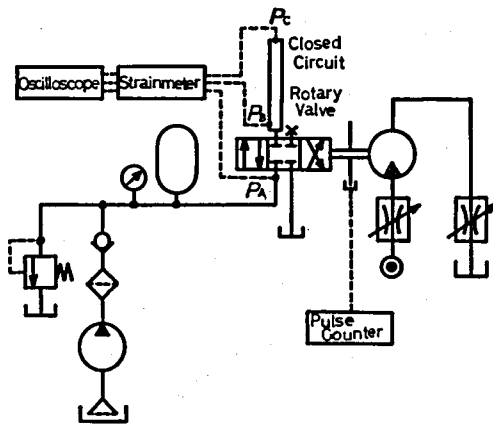 Pc
Closed
Circuit
Oscilloscope
Strainmeter
Rotary
Valve
PB
PA
Pulse
Counter